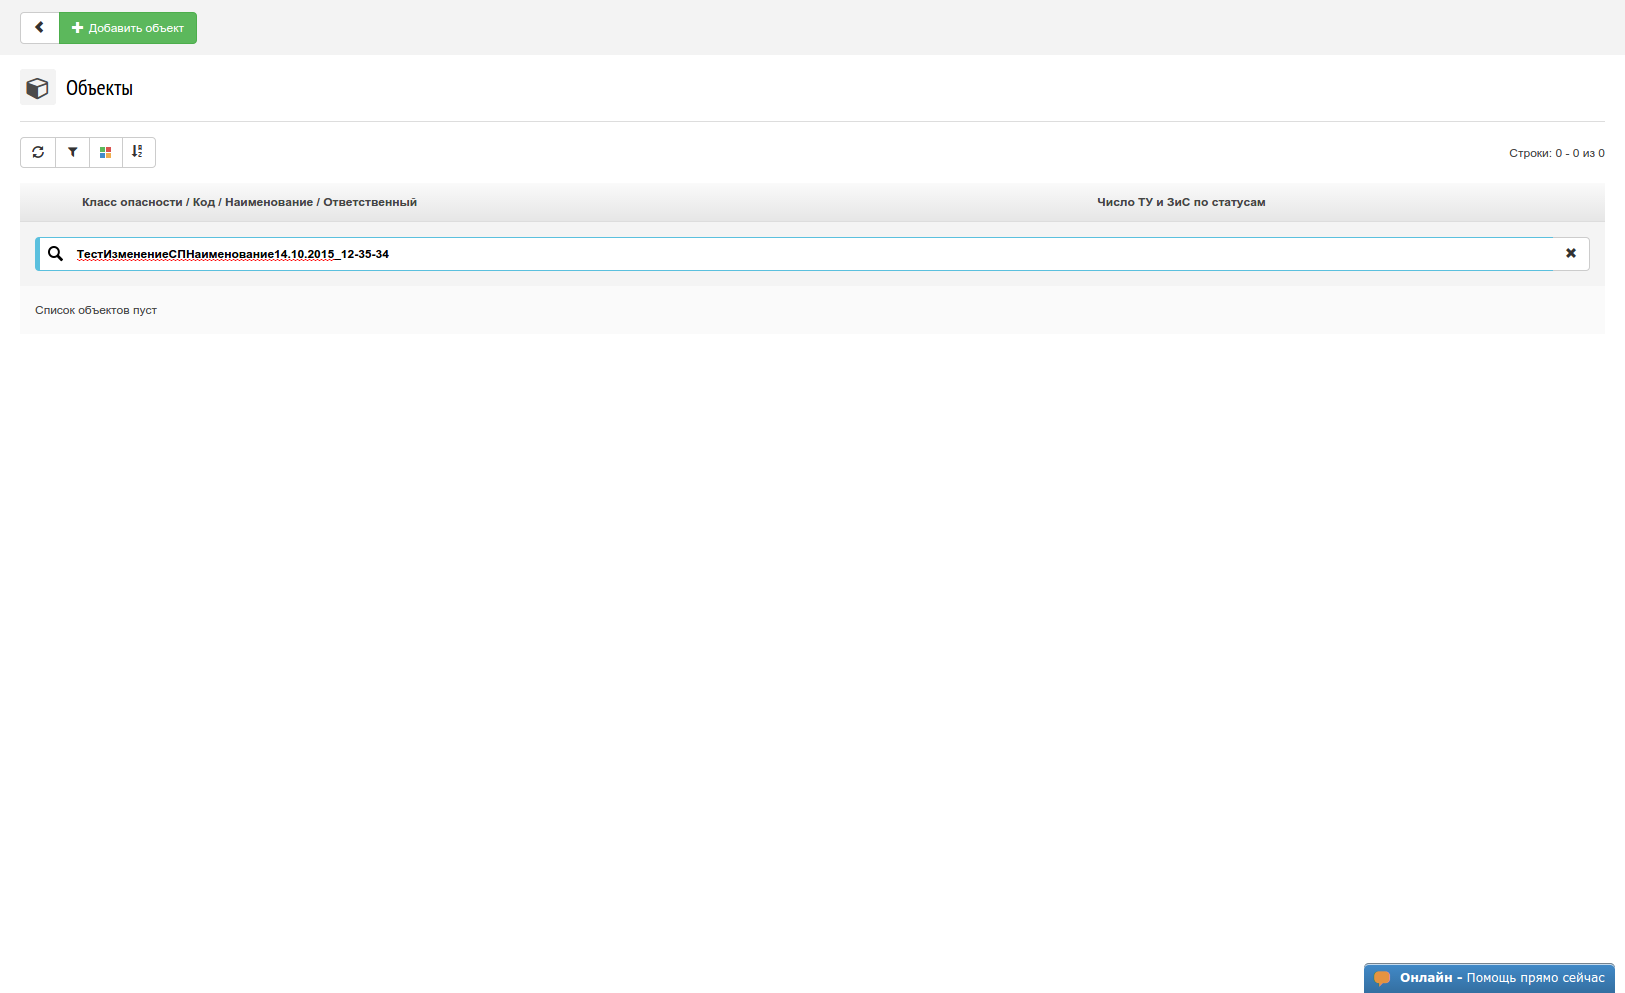 Добавить объект
Объекты
Строки: 0 - 0 из 0
Класс опасности / Код / Наименование / Ответственный
Число ТУ и ЗиС по статусам
ТестИзменениеСПНаименование14.10.2015_12-35-34
Список объектов пуст
Онлайн - Помощь прямо сейчас